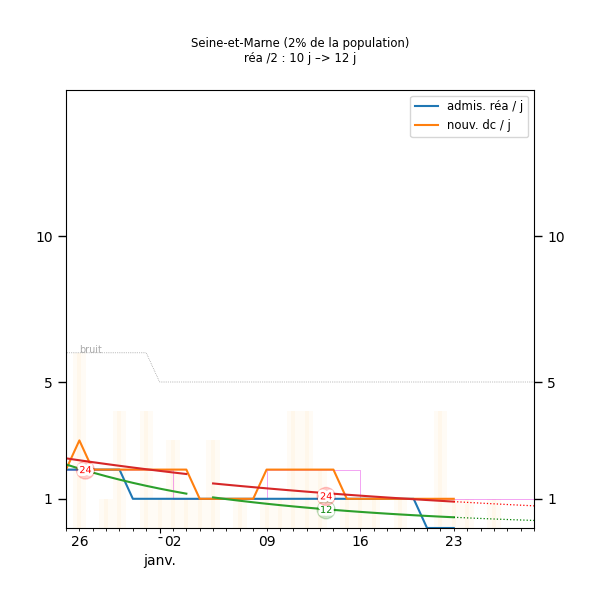 Seine-et-Marne (2% de la population)
réa /2 : 10 j –> 12 j
admis. réa / j
nouv. dc / j
10
10
bruit
5
5
24
24
12
1
1
26
02
09
16
23
janv.